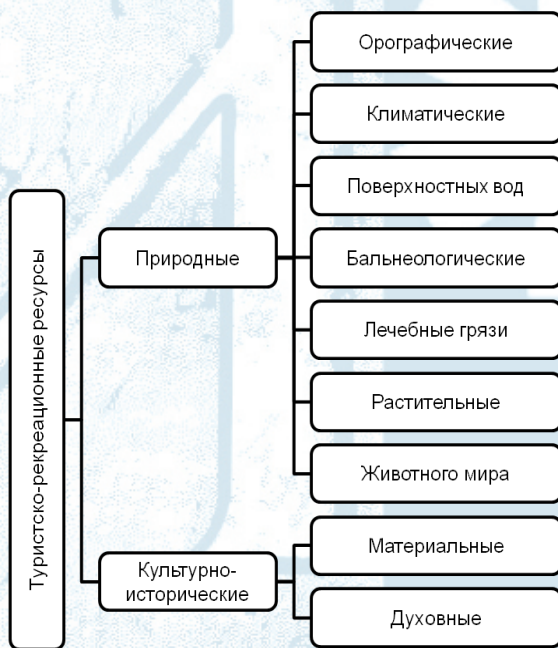 Туристско-рекреационные ресурсы
Природные
Орографические
Климатические
Поверхностных вод
Бальнеологические
Лечебные грязи
Растительные
Животного мира
Культурно-
исторические
Материальные
Духовные